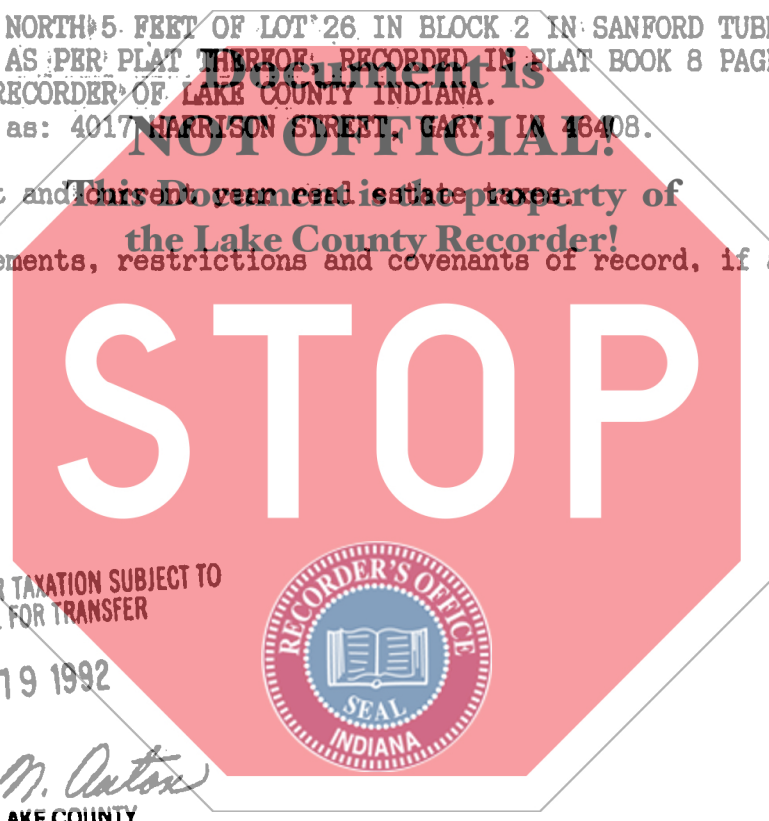 NORTH 5 FEET OF LOT 26 IN BLOCK 2 IN SANFORD TUB
AS PER PLAT THEREOF, RECORDED IN PLAT BOOK 8 PAG
Document is
RECORDER OF LAKE COUNTY INDIANA.
as: 4017 HARRISON STREET, GARY, IN 46408.
NOT OFFICIAL!
t and current year real estate taxes.
This Document is the property of
the Lake County Recorder!
ements, restrictions and covenants of record, if a
STOP
R TAXATION SUBJECT TO
FOR TRANSFER
19 1992
RECORDER'S OFFICE
SEAL
INDIANA
N. Anton
LAKE COUNTY